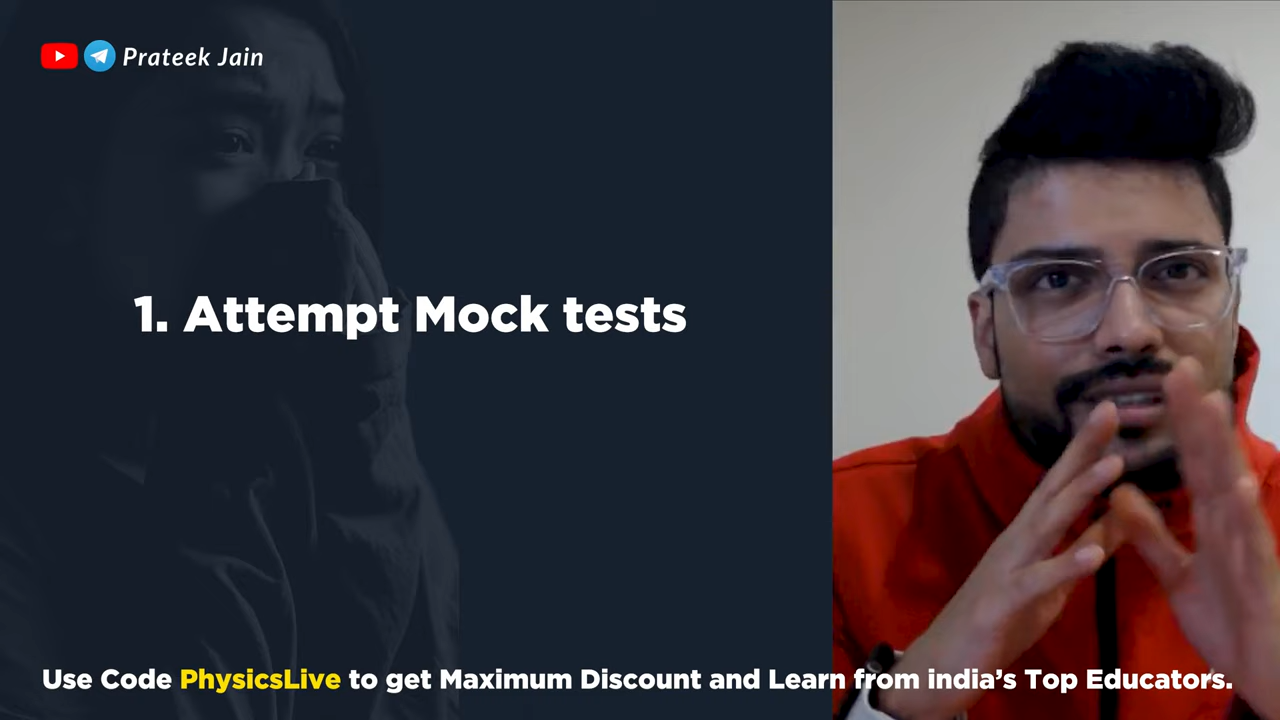 Prateek Jain
1. Attempt Mock tests
Use Code PhysicsLive to get Maximum Discount and Learn from india's Top Educators.